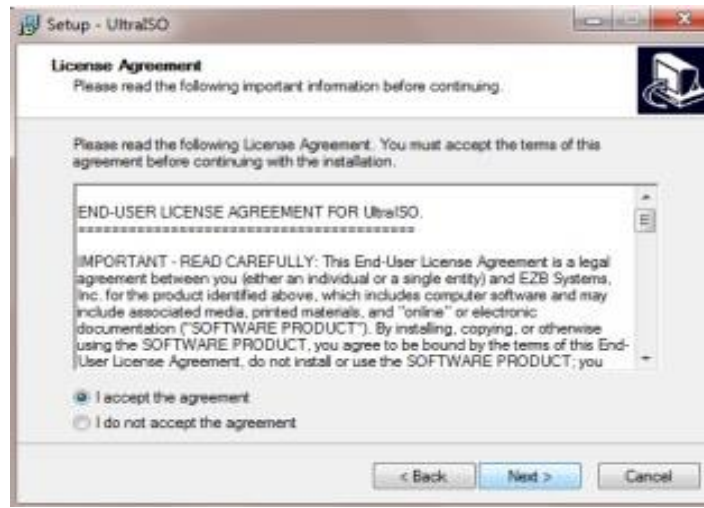 Setup - UltraISO
License Agreement
Please read the following important information before continuing.
Please read the following License Agreement. You must accept the terms of this
agreement before continuing with the installation.
END-USER LICENSE AGREEMENT FOR UltraISO.
==========================================
IMPORTANT - READ CAREFULLY: This End-User License Agreement is a legal
agreement between you (either an individual or a single entity) and EZB Systems,
Inc. for the product identified above, which includes computer software and may
include associated media, printed materials, and "online" or electronic
documentation ("SOFTWARE PRODUCT"). By installing, copying, or otherwise
using the SOFTWARE PRODUCT, you agree to be bound by the terms of this End-
User License Agreement, do not install or use the SOFTWARE PRODUCT; you
I accept the agreement
I do not accept the agreement
< Back
Next >
Cancel